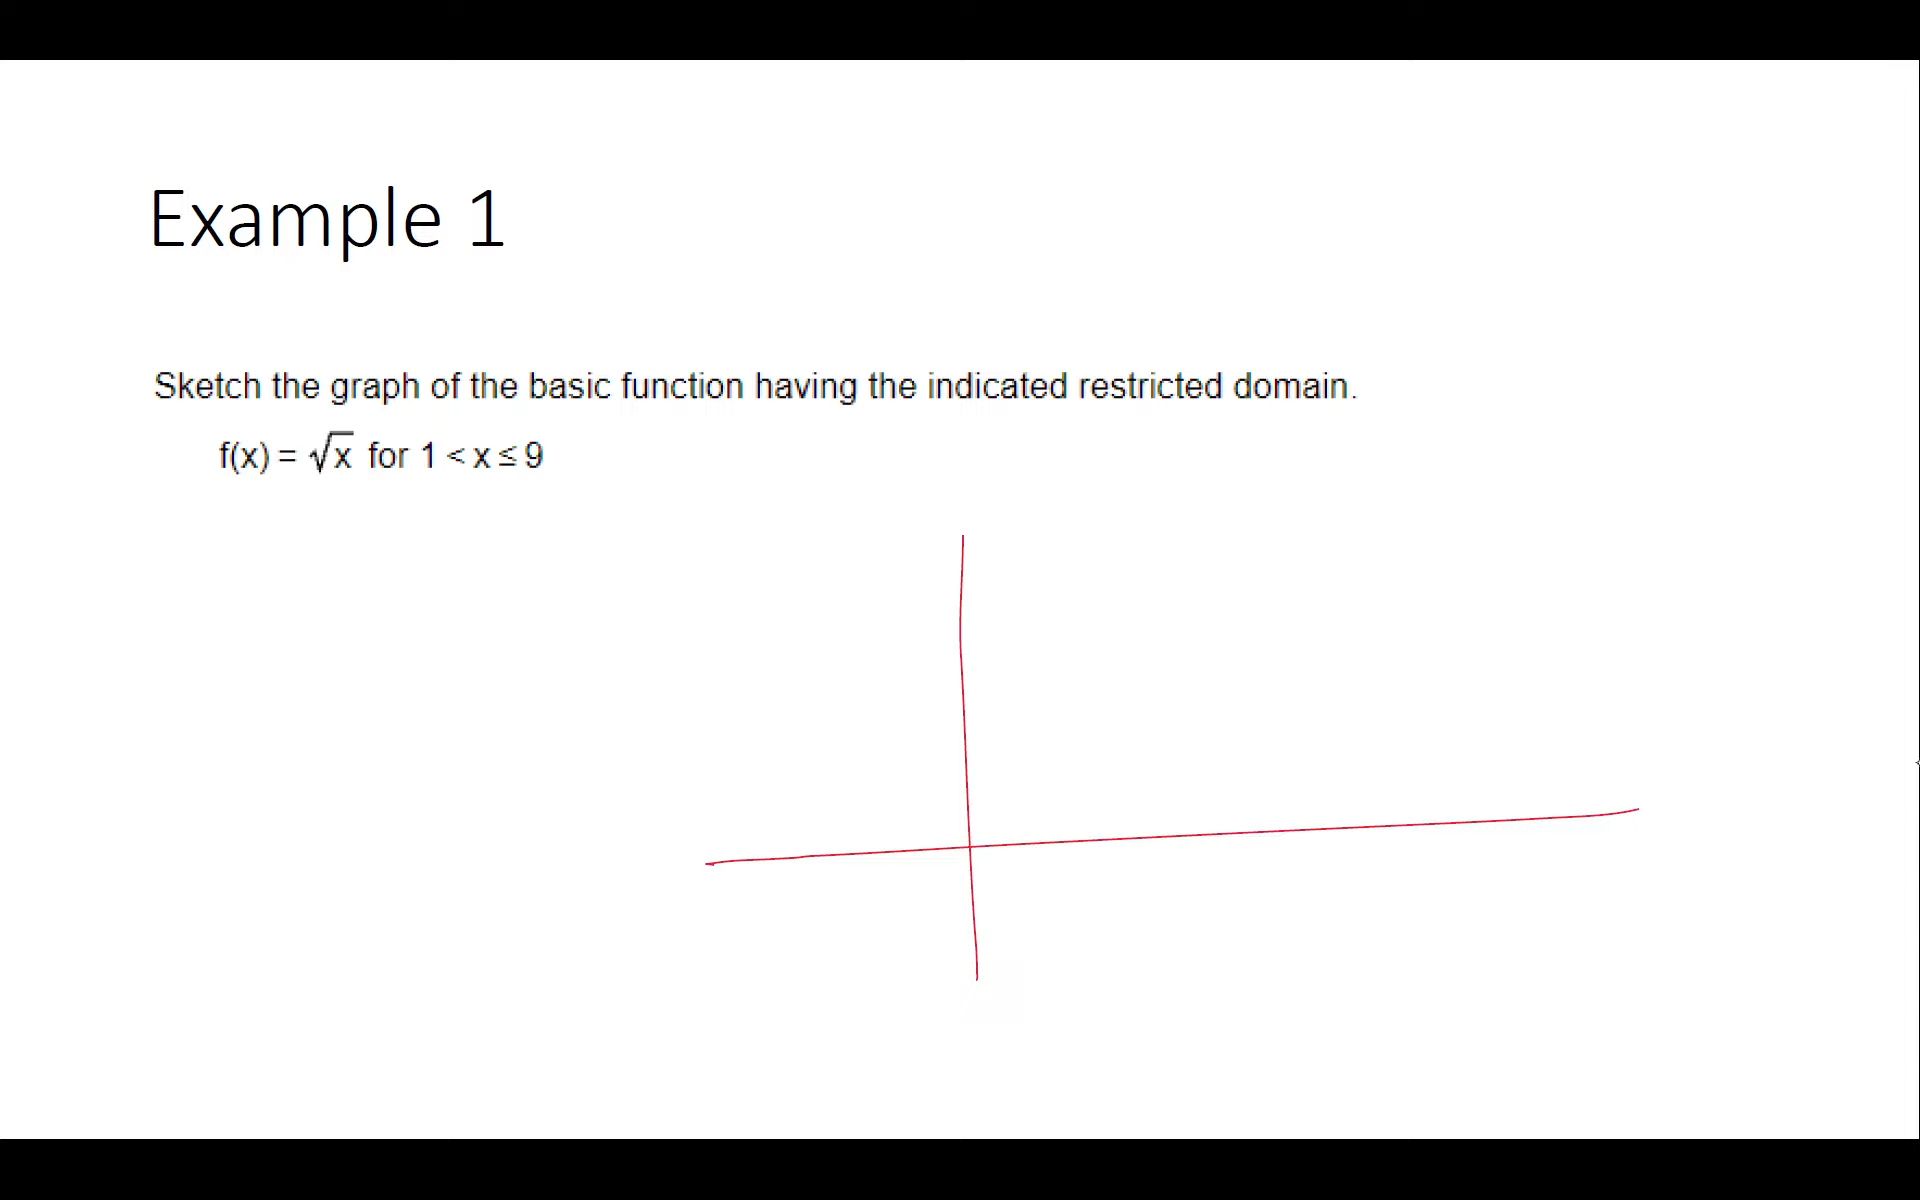 Example 1
Sketch the graph of the basic function having the indicated restricted domain.
f(x) = √x for 1 < x ≤ 9